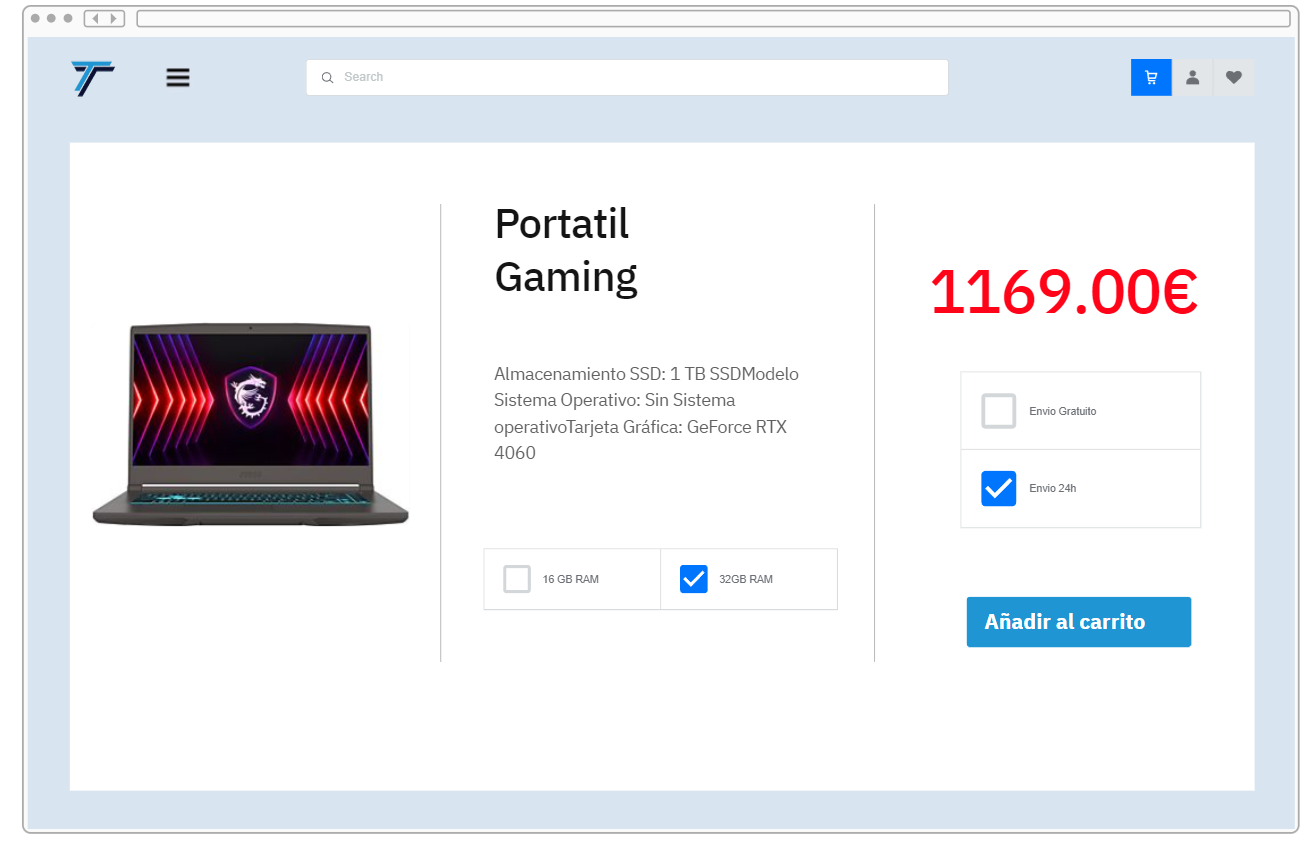 Search
Portatil
Gaming
Almacenamiento SSD: 1 TB SSDModelo
Sistema Operativo: Sin Sistema
operativoTarjeta Gráfica: GeForce RTX
4060
16 GB RAM
32GB RAM
1169.00€
Envio Gratuito
Envio 24h
Añadir al carrito